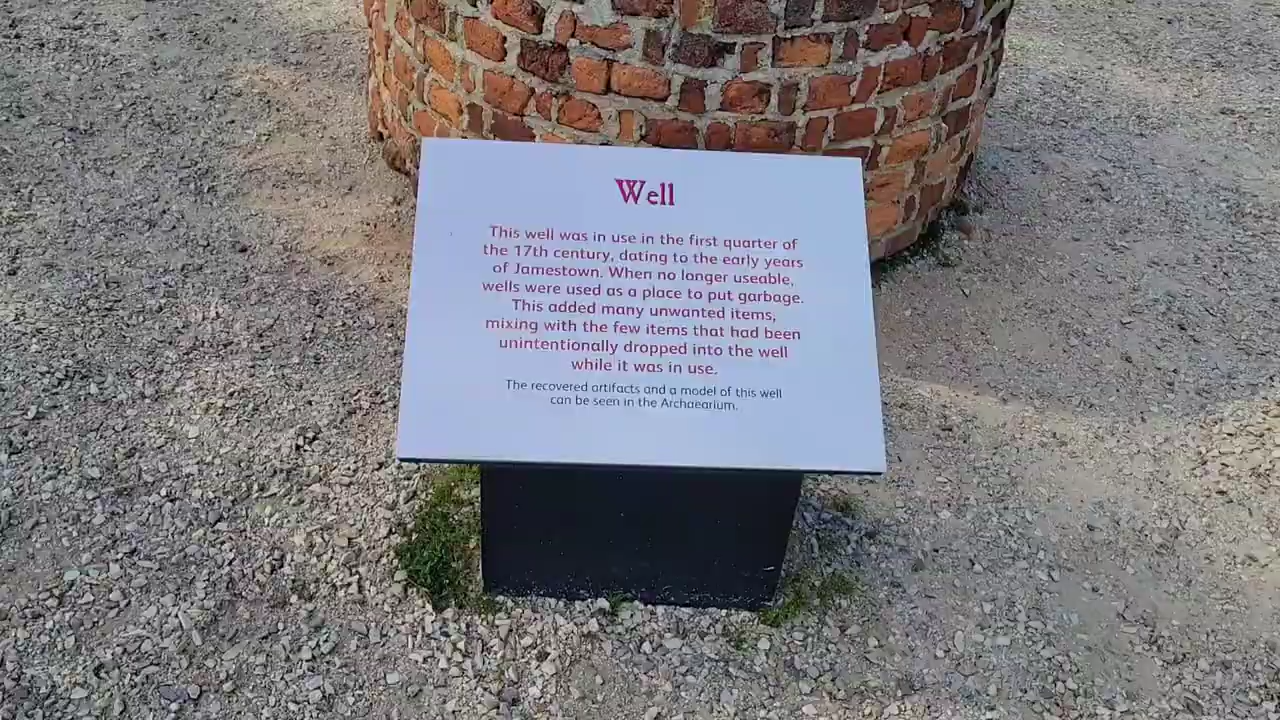 Well
This well was in use in the first quarter of
the 17th century, dating to the early years
of Jamestown. When no longer useable,
wells were used as a place to put garbage.
This added many unwanted items,
mixing with the few items that had been
unintentionally dropped into the well
while it was in use.
The recovered artifacts and a model of this well
can be seen in the Archaearium.